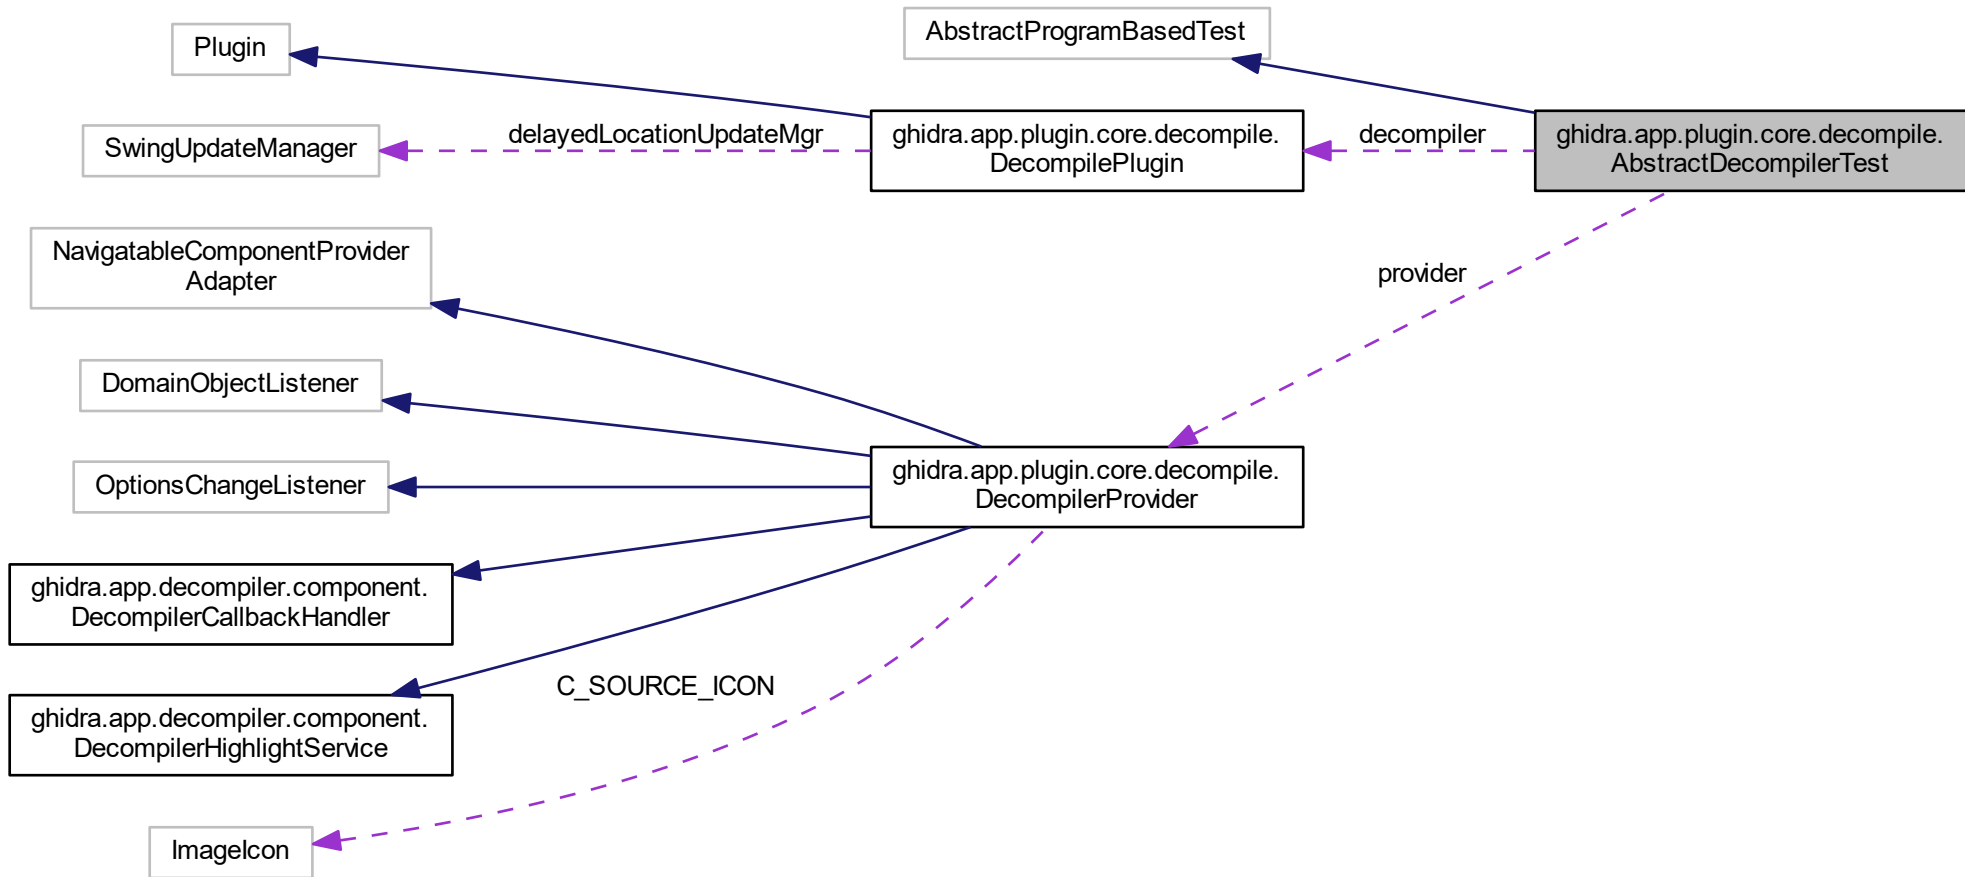 AbstractProgramBasedTest
Plugin
delayedLocationUpdateMgr
SwingUpdateManager
ghidra.app.plugin.core.decompile.
DecompilePlugin
decompiler
ghidra.app.plugin.core.decompile.
AbstractDecompilerTest
NavigatableComponentProvider
Adapter
provider
DomainObjectListener
OptionsChangeListener
ghidra.app.plugin.core.decompile.
DecompilerProvider
ghidra.app.decompiler.component.
DecompilerCallbackHandler
C_SOURCE_ICON
ghidra.app.decompiler.component.
DecompilerHighlightService
ImageIcon